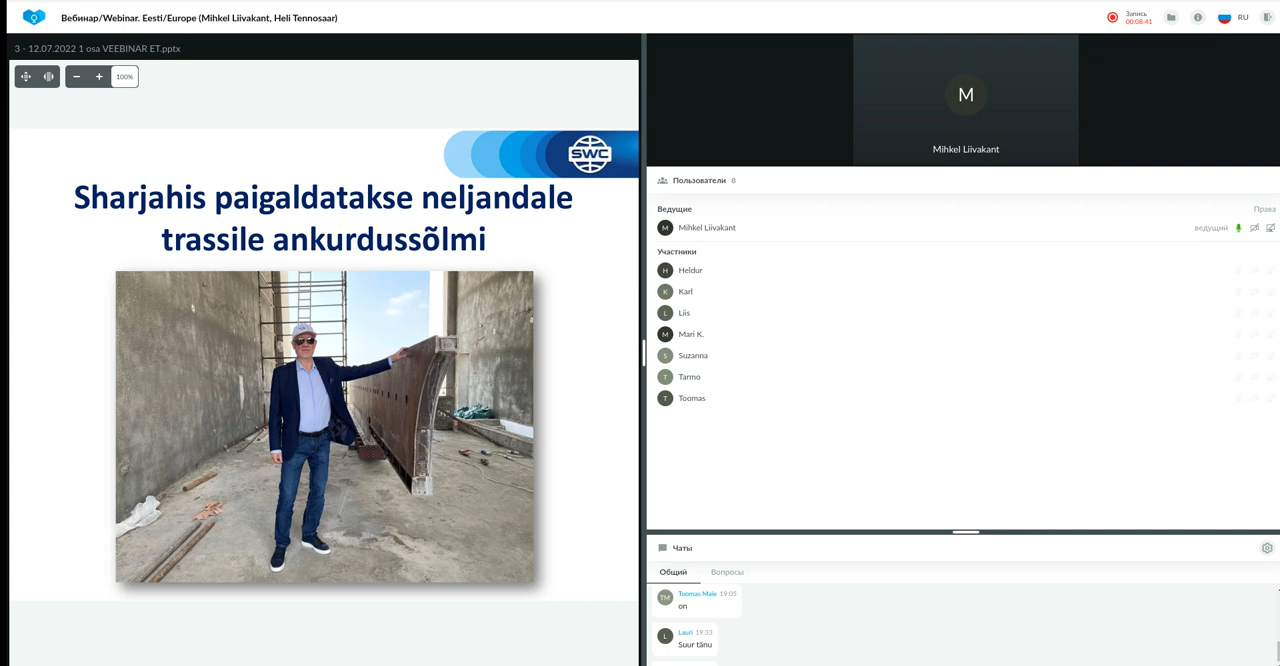 Вебинар/Webinar. Eesti/Europe (Mihkel Liivakant, Heli Tennosaar)
Запись
00:08:41
RU
3 - 12.07.2022 1 osa VEEBINAR ET.pptx
100%
SWC
Sharjahis paigaldatakse neljandale
trassile ankurdussõlmi
M
Mihkel Liivakant
Пользователи 8
Ведущие Права
M Mihkel Liivakant ведущий
Участники
H Heldur
K Karl
L Liis
M Mari K.
S Suzanna
T Tarmo
T Toomas
Чаты
Общий Вопросы
TM Toomas Maie 19:05
on
L Lauri 19:33
Suur tänu